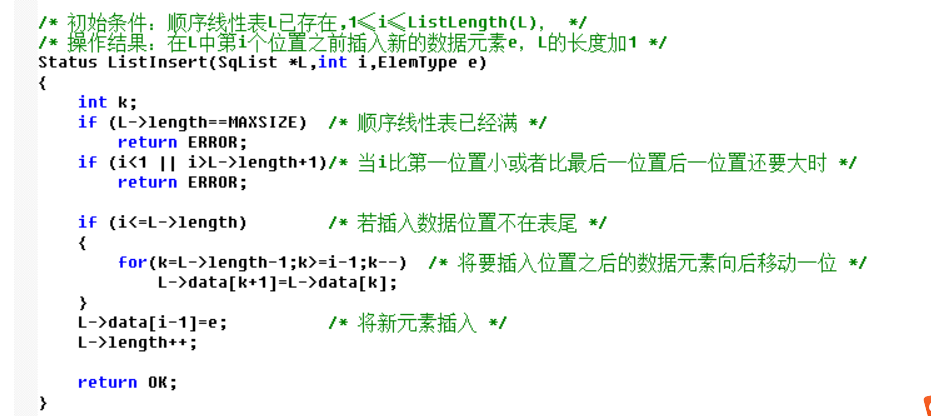 /* 初始条件：顺序线性表L已存在,1≤i≤ListLength(L)， */
/* 操作结果：在L中第i个位置之前插入新的数据元素e，L的长度加1 */
Status ListInsert(SqList *L,int i,ElemType e)
{
    int k;
    if (L->length==MAXSIZE)  /* 顺序线性表已经满 */
        return ERROR;
    if (i<1 || i>L->length+1)/* 当i比第一位置小或者比最后一位置后一位置还要大时 */
        return ERROR;

    if (i<=L->length)        /* 若插入数据位置不在表尾 */
    {
        for(k=L->length-1;k>=i-1;k--)  /* 将要插入位置之后的数据元素向后移动一位 */
            L->data[k+1]=L->data[k];
    }
    L->data[i-1]=e;          /* 将新元素插入 */
    L->length++;

    return OK;
}